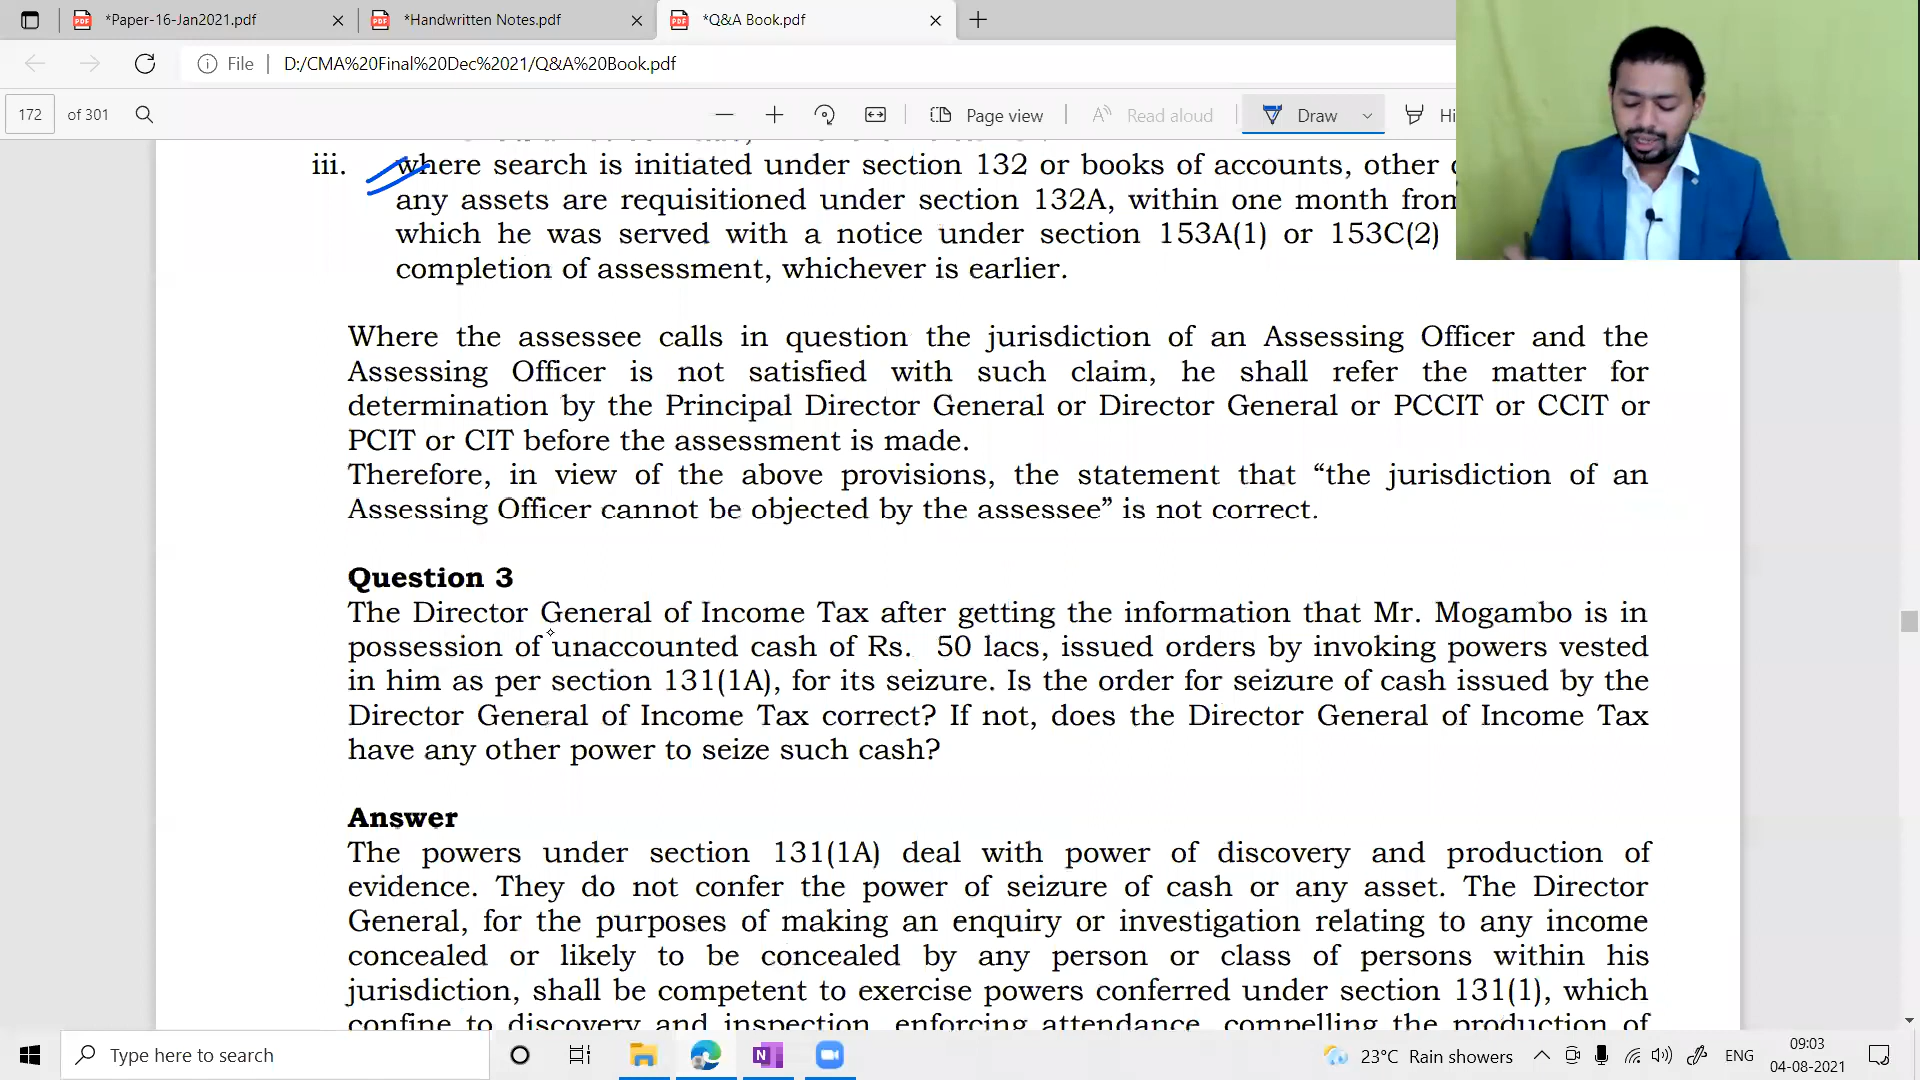 *Paper-16-Jan2021.pdf
*Handwritten Notes.pdf
*Q&A Book.pdf
File
D:/CMA%20Final%20Dec%2021/Q&A%20Book.pdf
172 of 301
Page view
Read aloud
Draw
iii. where search is initiated under section 132 or books of accounts, other
any assets are requisitioned under section 132A, within one month from
which he was served with a notice under section 153A(1) or 153C(2)
completion of assessment, whichever is earlier.
Where the assessee calls in question the jurisdiction of an Assessing Officer and the
Assessing Officer is not satisfied with such claim, he shall refer the matter for
determination by the Principal Director General or Director General or PCCIT or CCIT or
PCIT or CIT before the assessment is made.
Therefore, in view of the above provisions, the statement that “the jurisdiction of an
Assessing Officer cannot be objected by the assessee” is not correct.
Question 3
The Director General of Income Tax after getting the information that Mr. Mogambo is in
possession of unaccounted cash of Rs. 50 lacs, issued orders by invoking powers vested
in him as per section 131(1A), for its seizure. Is the order for seizure of cash issued by the
Director General of Income Tax correct? If not, does the Director General of Income Tax
have any other power to seize such cash?
Answer
The powers under section 131(1A) deal with power of discovery and production of
evidence. They do not confer the power of seizure of cash or any asset. The Director
General, for the purposes of making an enquiry or investigation relating to any income
concealed or likely to be concealed by any person or class of persons within his
jurisdiction, shall be competent to exercise powers conferred under section 131(1), which
confine to discovery and inspection, enforcing attendance, compelling the production of
Type here to search
23°C Rain showers
ENG
09:03
04-08-2021